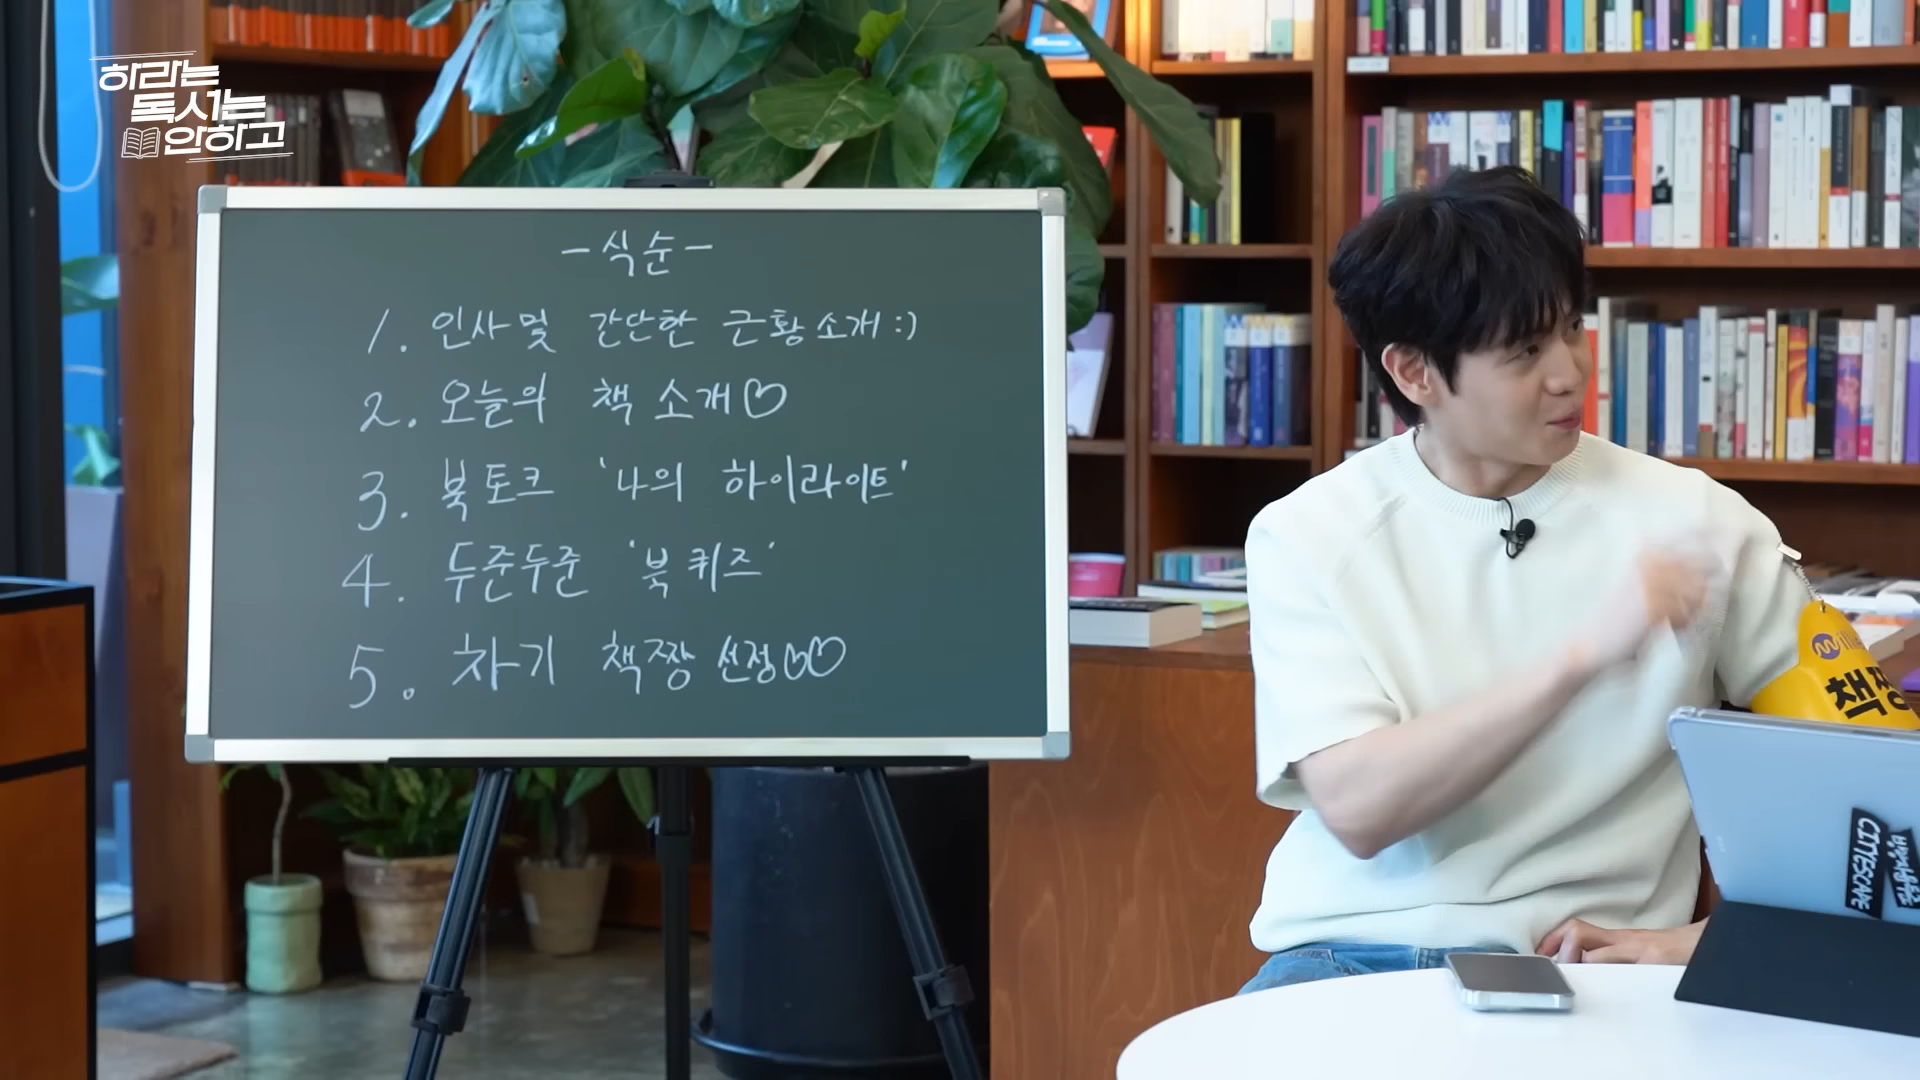 하라는
독서는
안하고
-식순-
1. 인사 및 간단한 근황소개 :)
2. 오늘의 책 소개♡
3. 북토크 '나의 하이라이트'
4. 두준두준 '북퀴즈'
5. 차기 책짱 선정♡♡
책짱
CITYESCAPE